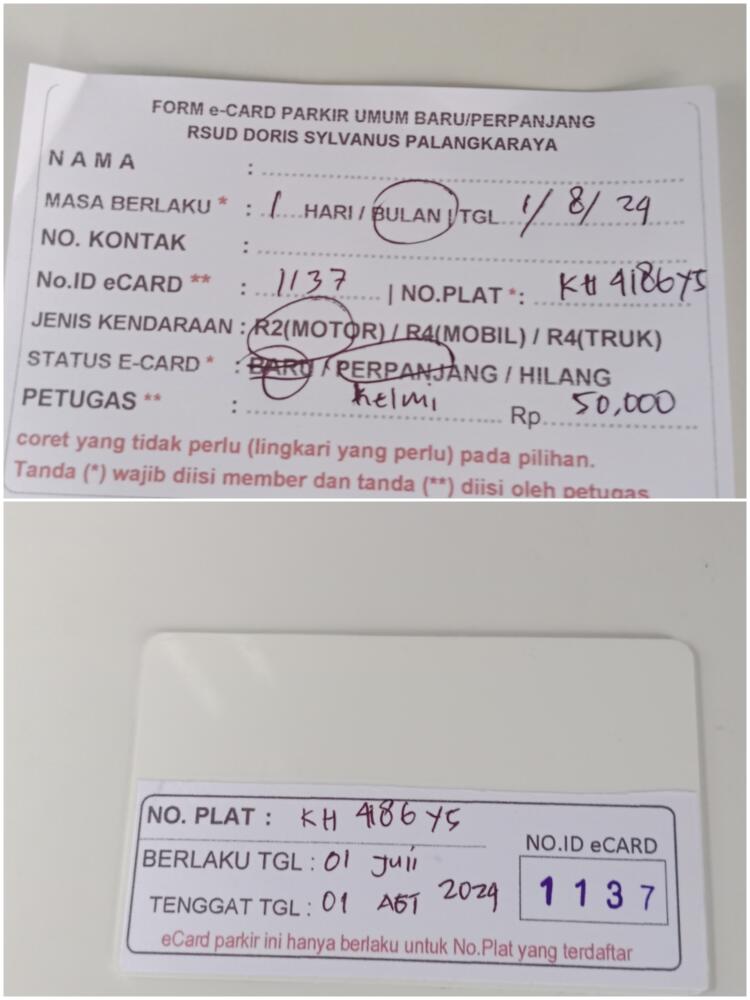 FORM e-CARD PARKIR UMUM BARU/PERPANJANG
RSUD DORIS SYLVANUS PALANGKARAYA
NAMA :
MASA BERLAKU * : 1 HARI / BULAN / TGL 1/8/24
NO. KONTAK :
No.ID eCARD ** : 1137 | NO.PLAT *: KH 4186 YS
JENIS KENDARAAN : R2(MOTOR) / R4(MOBIL) / R4(TRUK)
STATUS E-CARD * : BARU / PERPANJANG / HILANG
PETUGAS ** : Helmi Rp. 50,000
coret yang tidak perlu (lingkari yang perlu) pada pilihan.
Tanda (*) wajib diisi member dan tanda (**) diisi oleh petugas
NO. PLAT : KH 4186 YS
BERLAKU TGL : 01 Juli
TENGGAT TGL : 01 AGT 2024
NO.ID eCARD
1137
eCard parkir ini hanya berlaku untuk No.Plat yang terdaftar